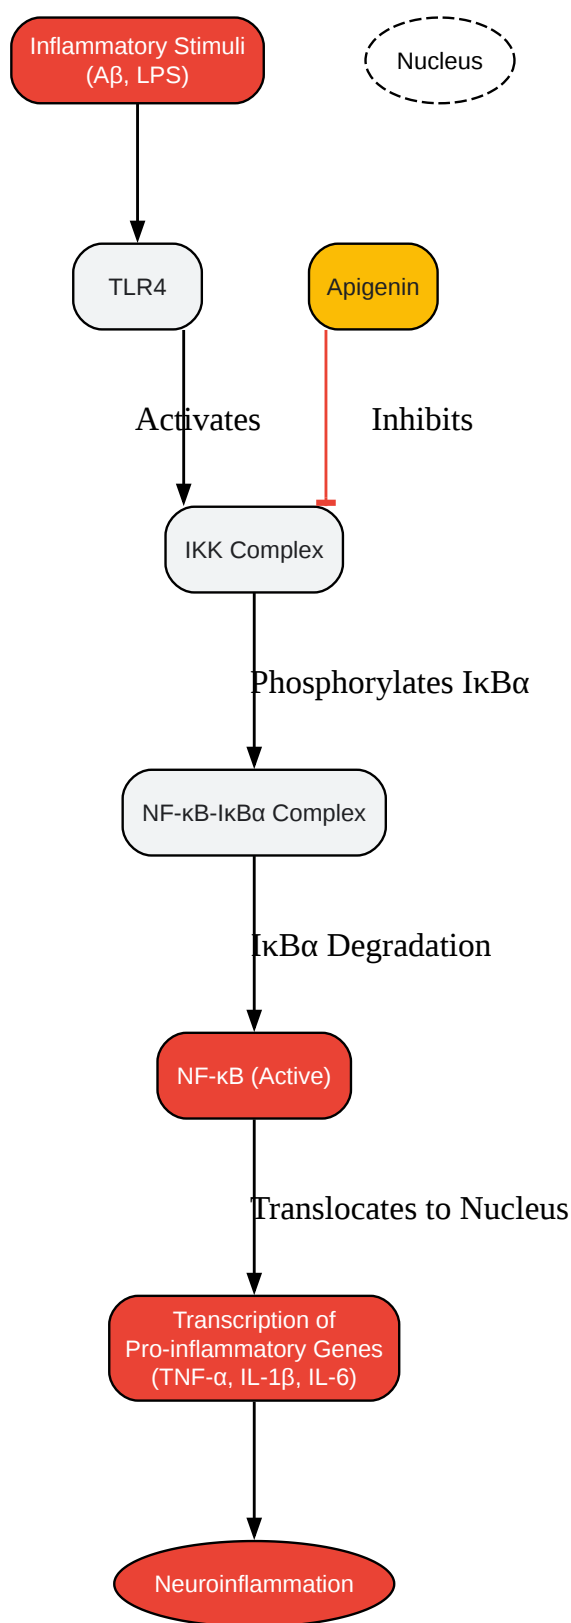 Inflammatory Stimuli
(Aβ, LPS)
Nucleus
TLR4
Apigenin
Activates
Inhibits
IKK Complex
Phosphorylates IκBα
NF-κB-IκBα Complex
IκBα Degradation
NF-κB (Active)
Translocates to Nucleus
Transcription of
Pro-inflammatory Genes
(TNF-α, IL-1β, IL-6)
Neuroinflammation